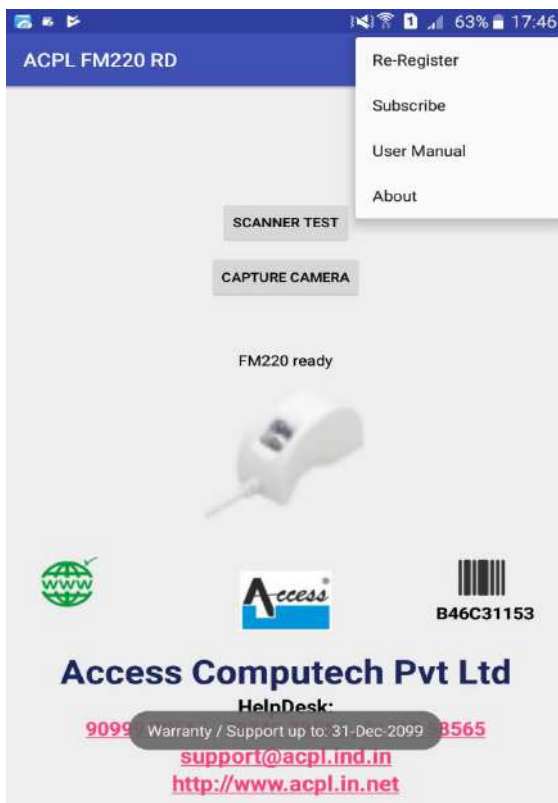 1 63% 17:46
ACPL FM220 RD
Re-Register
Subscribe
User Manual
About
SCANNER TEST
CAPTURE CAMERA
FM220 ready
www
Access
B46C31153
Access Computech Pvt Ltd
HelpDesk:
9099 8565
Warranty / Support up to: 31-Dec-2099
support@acpl.ind.in
http://www.acpl.in.net